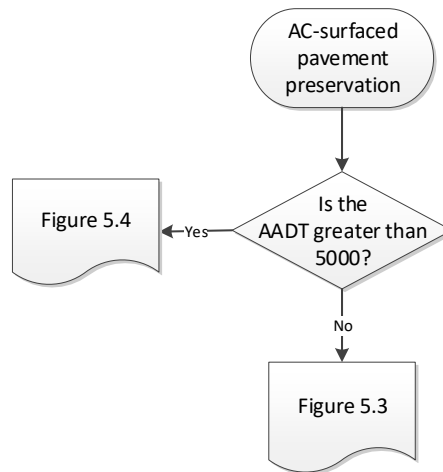 AC-surfaced
pavement
preservation
Is the
AADT greater than
5000?
Yes
Figure 5.4
No
Figure 5.3